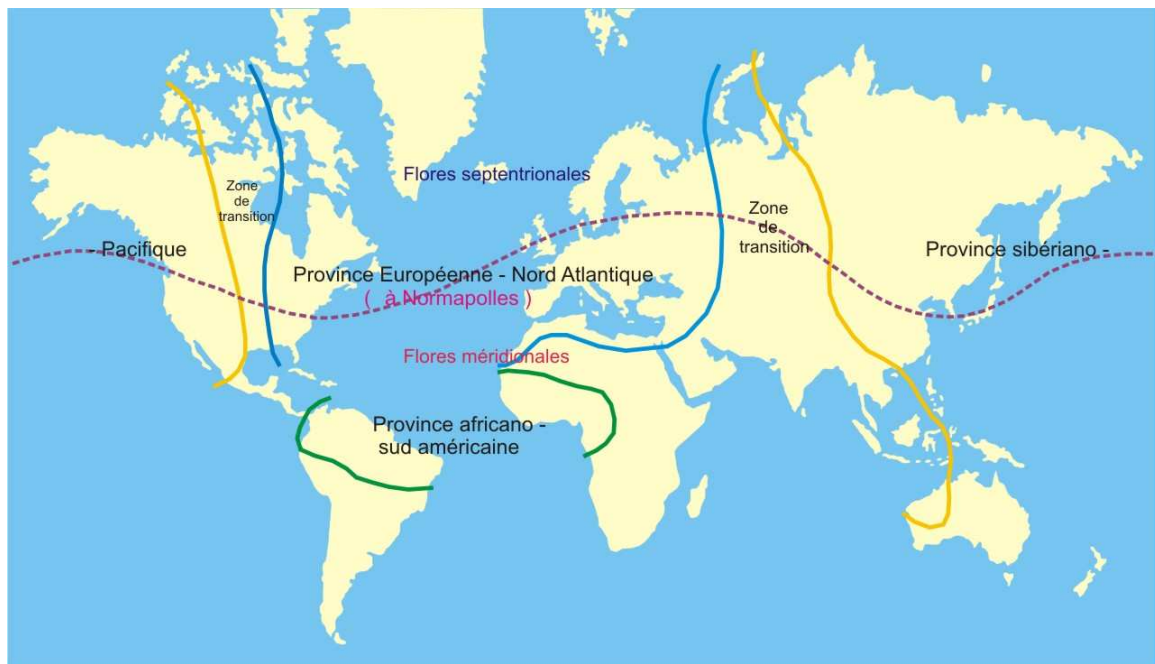 Flores septentrionales
Zone
de
transition
Zone
de
transition
- Pacifique
Province sibériano -
Province Européenne - Nord Atlantique
( à Normapolles )
Flores méridionales
Province africano -
sud américaine